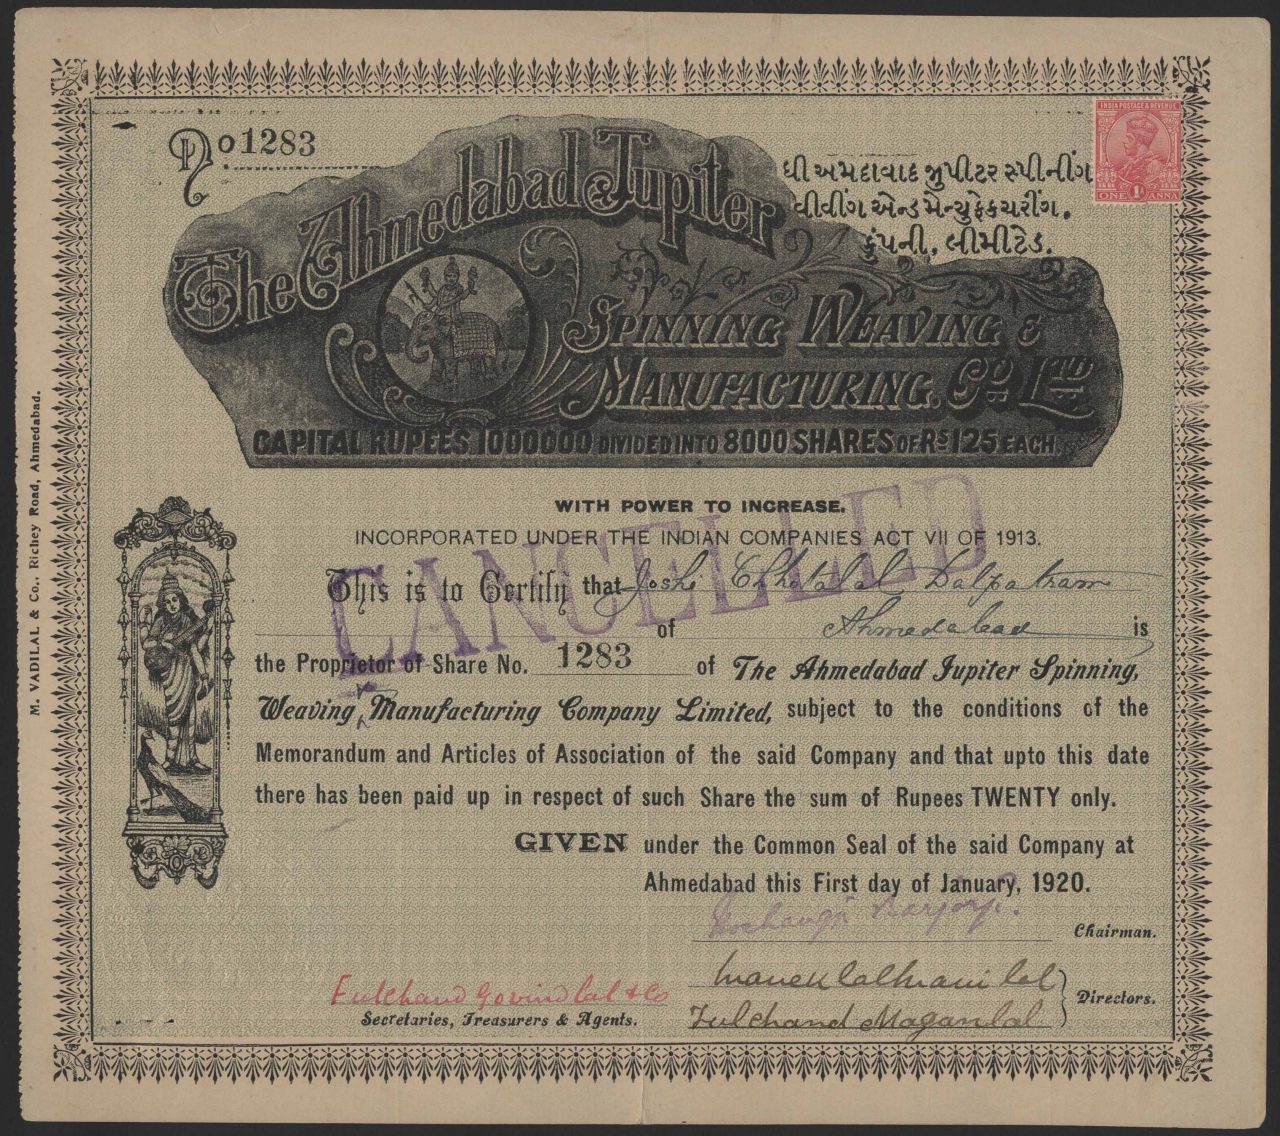 No 1283
INDIA POSTAGE & REVENUE
ONE 1A ANNA
The Ahmedabad Jupiter
ધી અમદાવાદ જુપીટર સ્પીનીંગ
વીવીંગ એન્ડ મેન્યુફેકચરીંગ.
કુંપની, લીમીટેડ.
SPINNING WEAVING &
MANUFACTURING, CO. LTD.
CAPITAL RUPEES 1000000 DIVIDED INTO 8000 SHARES OF RS 125 EACH.
WITH POWER TO INCREASE.
INCORPORATED UNDER THE INDIAN COMPANIES ACT VII OF 1913.
CANCELLED
This is to Certify that Joshi Chhotalal Dalpatram
of Ahmedabad is
the Proprietor of Share No. 1283 of The Ahmedabad Jupiter Spinning,
Weaving & Manufacturing Company Limited, subject to the conditions of the
Memorandum and Articles of Association of the said Company and that upto this date
there has been paid up in respect of such Share the sum of Rupees TWENTY only.
GIVEN under the Common Seal of the said Company at
Ahmedabad this First day of January, 1920.
Barjorji.
Chairman.
Maneklal Manilal
Fulchand Maganlal
Directors.
Fulchand Govindlal & Co
Secretaries, Treasurers & Agents.
M. VADILAL & Co., Richey Road, Ahmedabad.